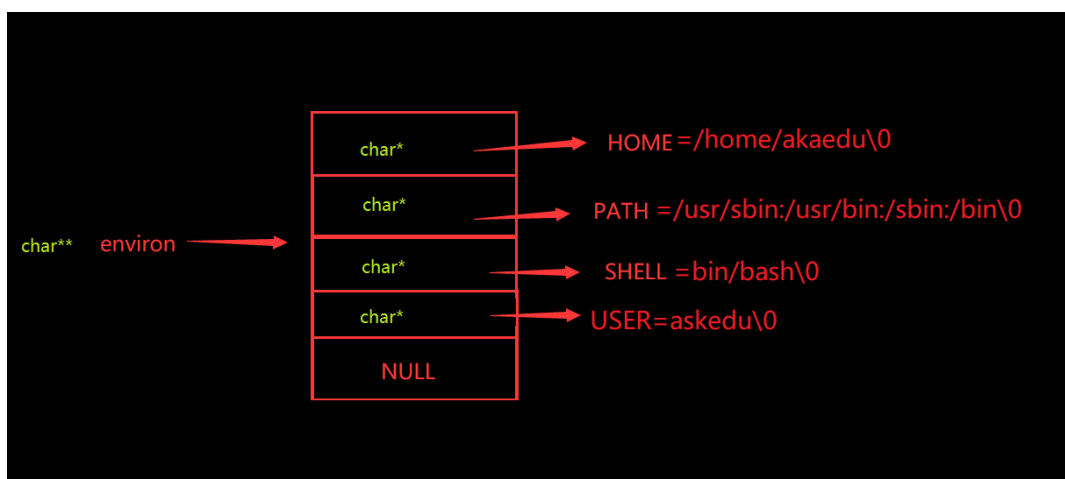 char* HOME =/home/akaedu\0
char* PATH =/usr/sbin:/usr/bin:/sbin:/bin\0
char** environ
char* SHELL =bin/bash\0
char* USER=askedu\0
NULL